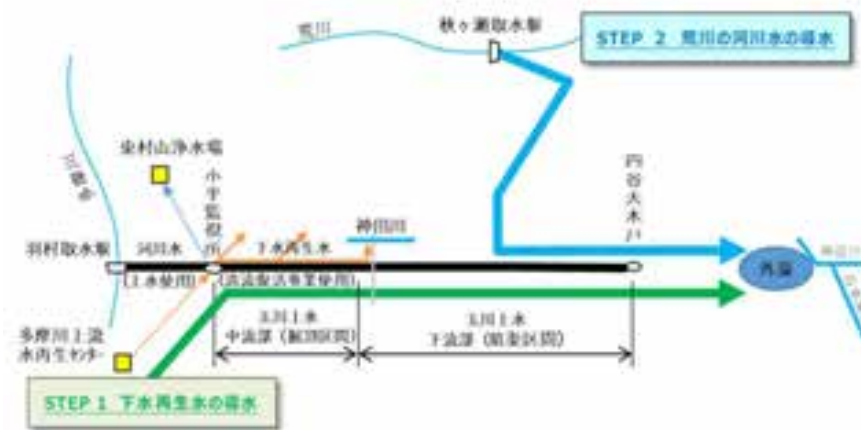 荒川
秋ヶ瀬取水堰
STEP 2 荒川の河川水の導水
多摩川
東村山浄水場
小平監視所
四谷大木戸
神田川
羽村取水堰
河川水
下水再生水
(上水使用)
(清流復活事業使用)
外濠
玉川上水
中流部(開渠区間)
玉川上水
下流部(暗渠区間)
多摩川上流
水再生センター
STEP 1 下水再生水の導水